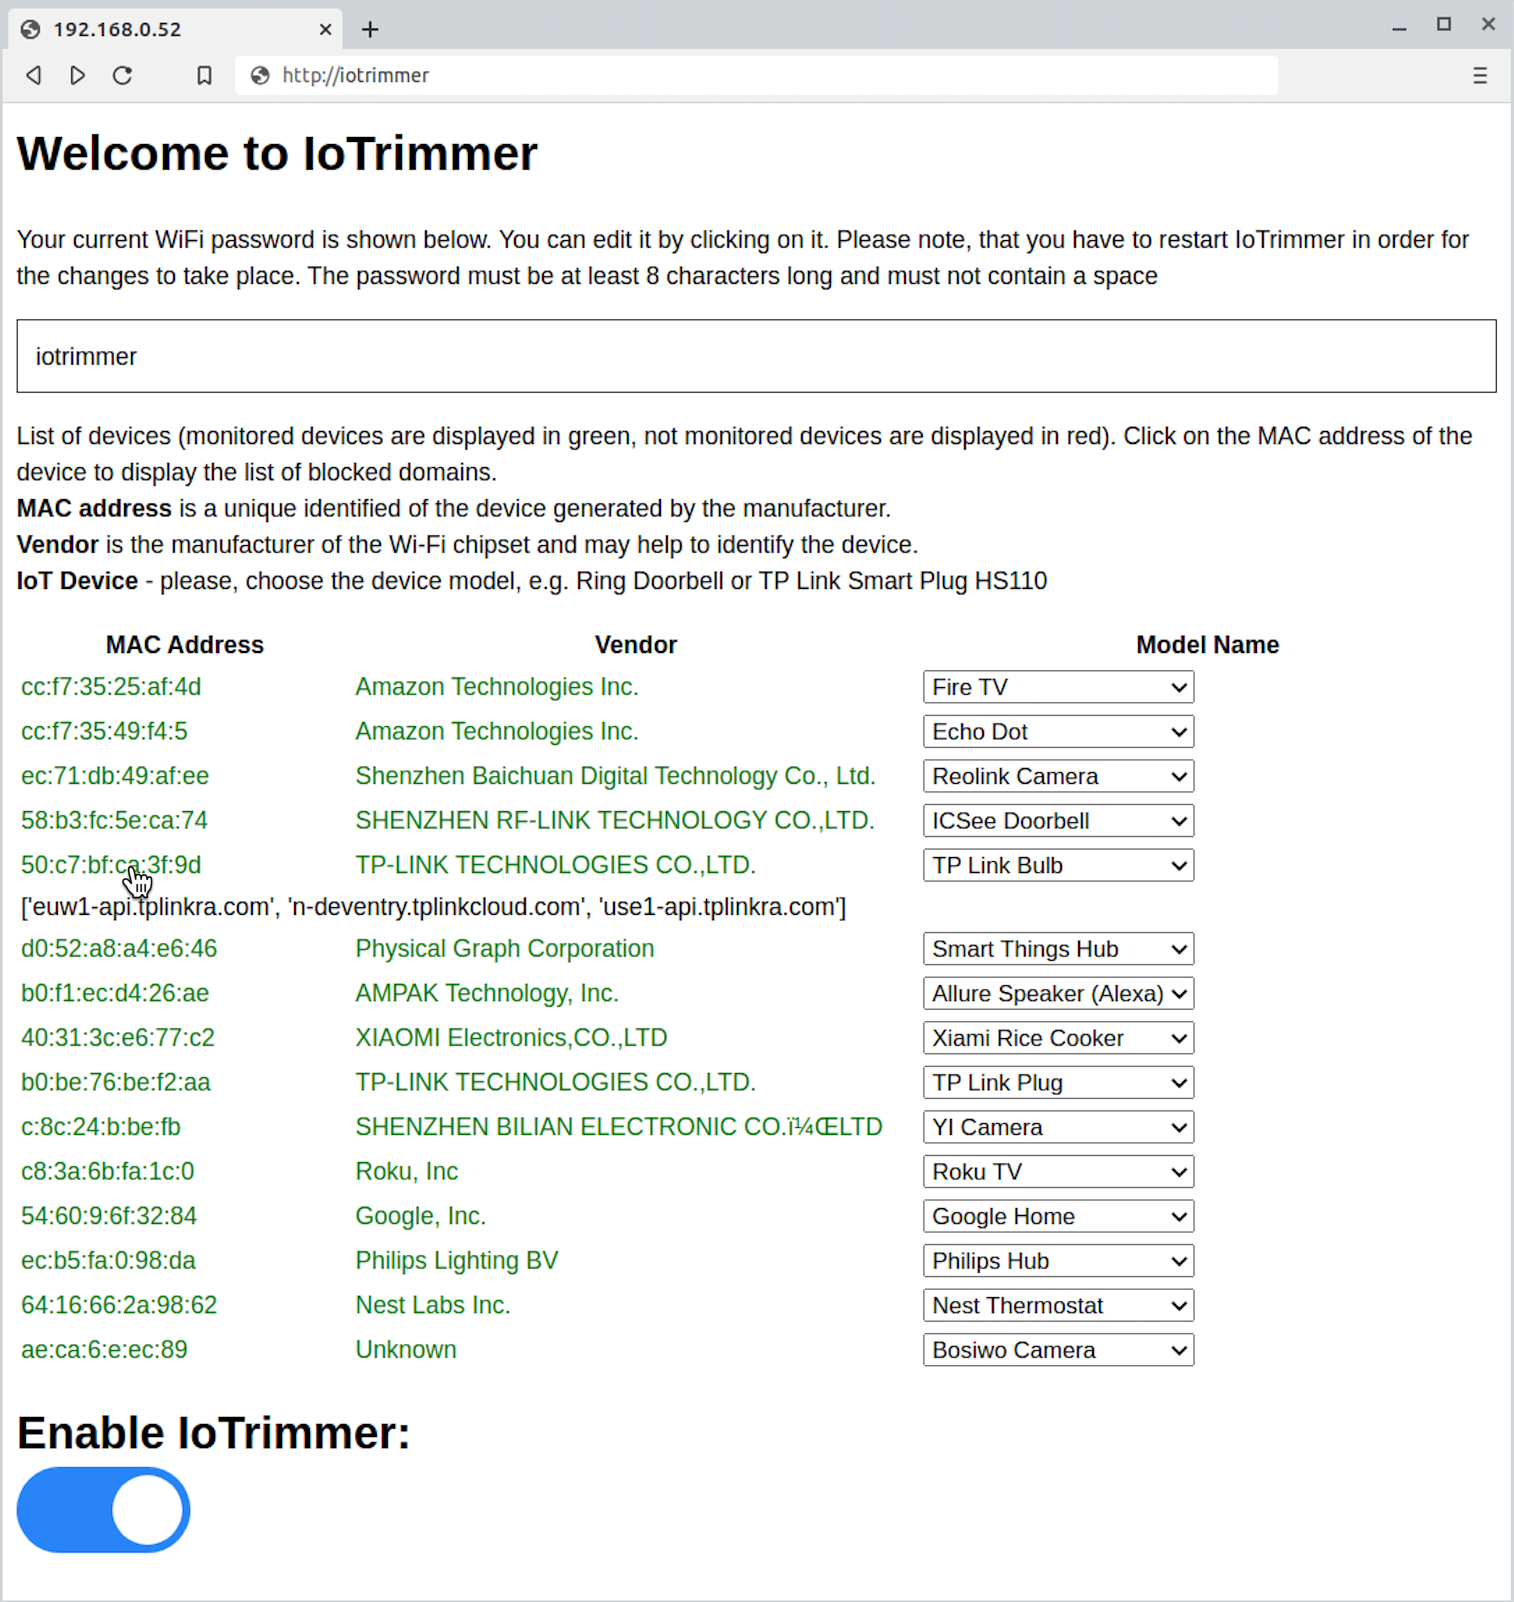 192.168.0.52
http://iotrimmer
Welcome to IoTrimmer
Your current WiFi password is shown below. You can edit it by clicking on it. Please note, that you have to restart IoTrimmer in order for
the changes to take place. The password must be at least 8 characters long and must not contain a space
iotrimmer
List of devices (monitored devices are displayed in green, not monitored devices are displayed in red). Click on the MAC address of the
device to display the list of blocked domains.
MAC address is a unique identified of the device generated by the manufacturer.
Vendor is the manufacturer of the Wi-Fi chipset and may help to identify the device.
IoT Device - please, choose the device model, e.g. Ring Doorbell or TP Link Smart Plug HS110
MAC Address Vendor Model Name
cc:f7:35:25:af:4d Amazon Technologies Inc. Fire TV
cc:f7:35:49:f4:5 Amazon Technologies Inc. Echo Dot
ec:71:db:49:af:ee Shenzhen Baichuan Digital Technology Co., Ltd. Reolink Camera
58:b3:fc:5e:ca:74 SHENZHEN RF-LINK TECHNOLOGY CO.,LTD. ICSee Doorbell
50:c7:bf:ca:3f:9d TP-LINK TECHNOLOGIES CO.,LTD. TP Link Bulb
['euw1-api.tplinkra.com', 'n-deventry.tplinkcloud.com', 'use1-api.tplinkra.com']
d0:52:a8:a4:e6:46 Physical Graph Corporation Smart Things Hub
b0:f1:ec:d4:26:ae AMPAK Technology, Inc. Allure Speaker (Alexa)
40:31:3c:e6:77:c2 XIAOMI Electronics,CO.,LTD Xiami Rice Cooker
b0:be:76:be:f2:aa TP-LINK TECHNOLOGIES CO.,LTD. TP Link Plug
c:8c:24:b:be:fb SHENZHEN BILIAN ELECTRONIC CO.ï¼ŒLTD YI Camera
c8:3a:6b:fa:1c:0 Roku, Inc Roku TV
54:60:9:6f:32:84 Google, Inc. Google Home
ec:b5:fa:0:98:da Philips Lighting BV Philips Hub
64:16:66:2a:98:62 Nest Labs Inc. Nest Thermostat
ae:ca:6:e:ec:89 Unknown Bosiwo Camera
Enable IoTrimmer: